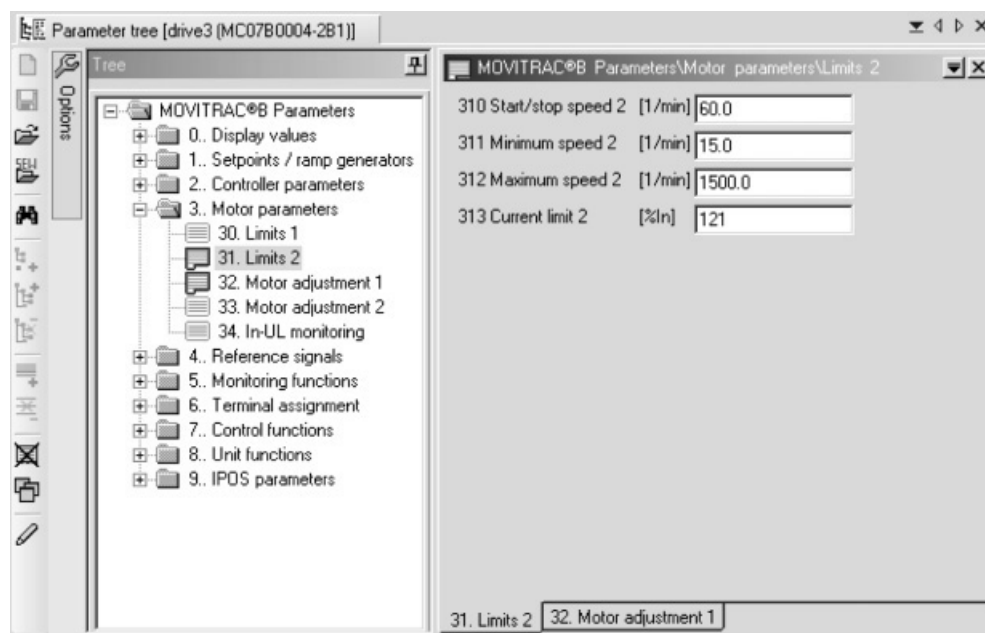 Parameter tree [drive3 (MC07B0004-2B1)]
Options
SEW
Tree
MOVITRAC®B Parameters
0.. Display values
1.. Setpoints / ramp generators
2.. Controller parameters
3.. Motor parameters
30. Limits 1
31. Limits 2
32. Motor adjustment 1
33. Motor adjustment 2
34. In-UL monitoring
4.. Reference signals
5.. Monitoring functions
6.. Terminal assignment
7.. Control functions
8.. Unit functions
9.. IPOS parameters
MOVITRAC®B Parameters\Motor parameters\Limits 2
310 Start/stop speed 2 [1/min] 60.0
311 Minimum speed 2 [1/min] 15.0
312 Maximum speed 2 [1/min] 1500.0
313 Current limit 2 [%In] 121
31. Limits 2 32. Motor adjustment 1